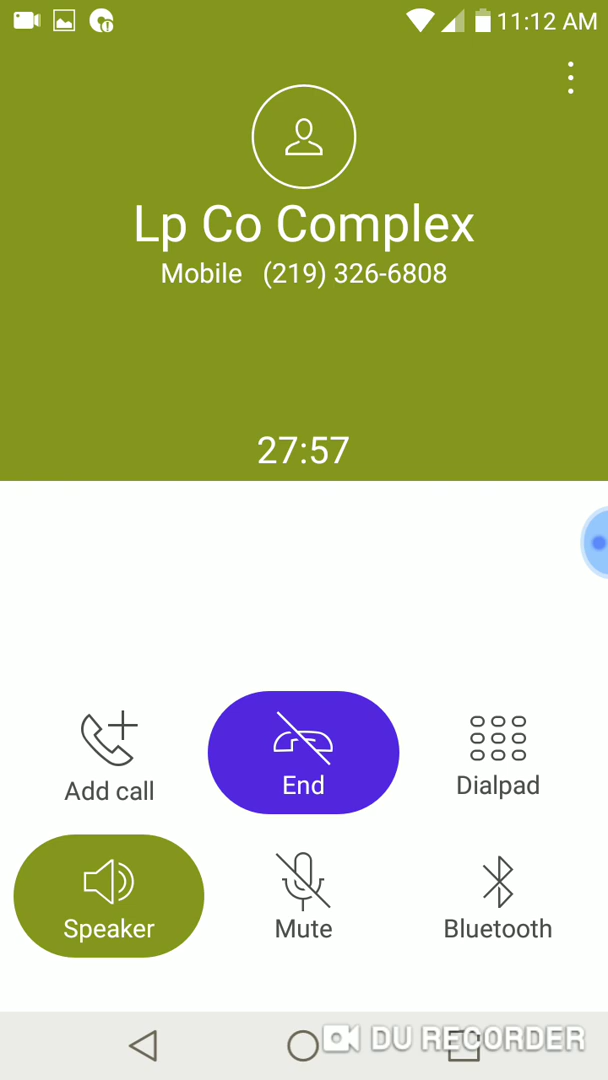 11:12 AM
Lp Co Complex
Mobile (219) 326-6808
27:57
Add call
End
Dialpad
Speaker
Mute
Bluetooth
DU RECORDER